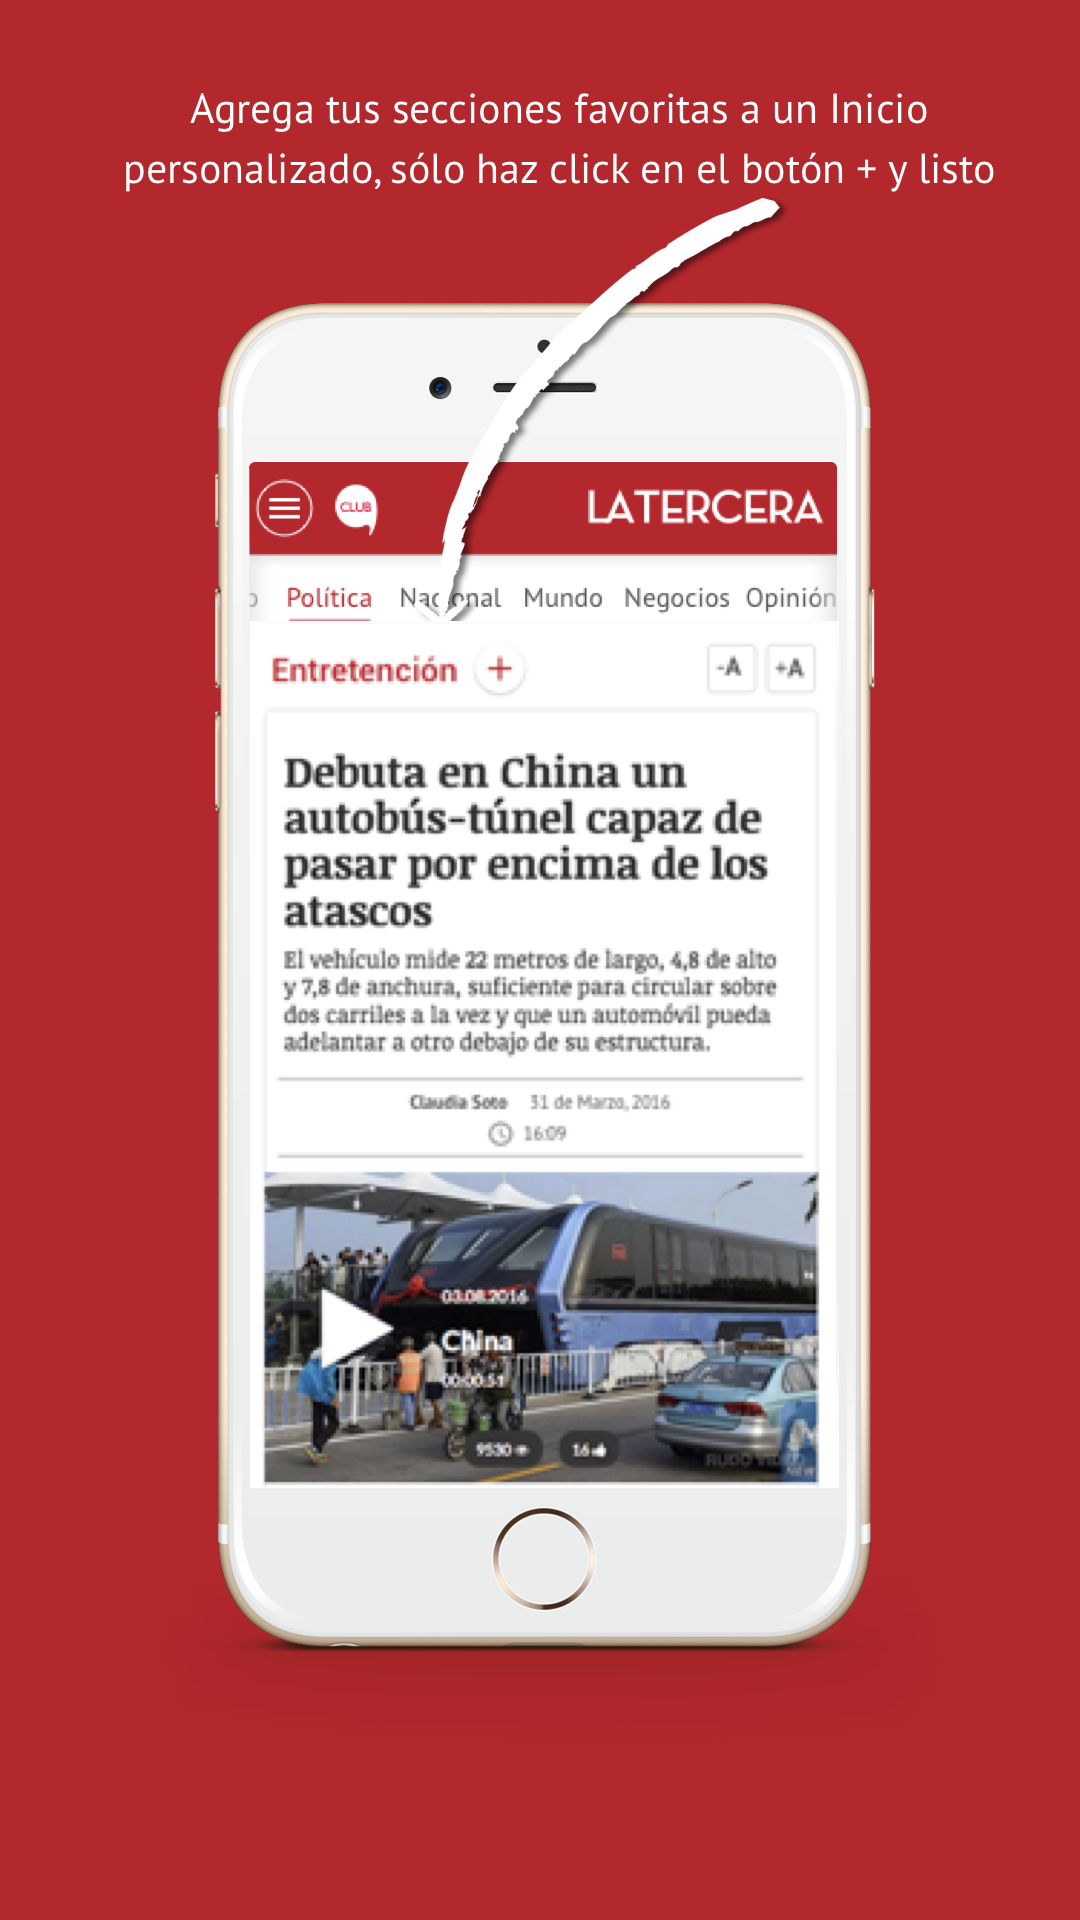 Agrega tus secciones favoritas a un Inicio
personalizado, sólo haz click en el botón + y listo
CLUB
LATERCERA
o Política Nacional Mundo Negocios Opinión
Entretención + -A +A
Debuta en China un
autobús-túnel capaz de
pasar por encima de los
atascos
El vehículo mide 22 metros de largo, 4,8 de alto
y 7,8 de anchura, suficiente para circular sobre
dos carriles a la vez y que un automóvil pueda
adelantar a otro debajo de su estructura.
Claudia Soto 31 de Marzo, 2016
16:09
03.08.2016
China
00:00:51
9530 16
RUDO VIDEO